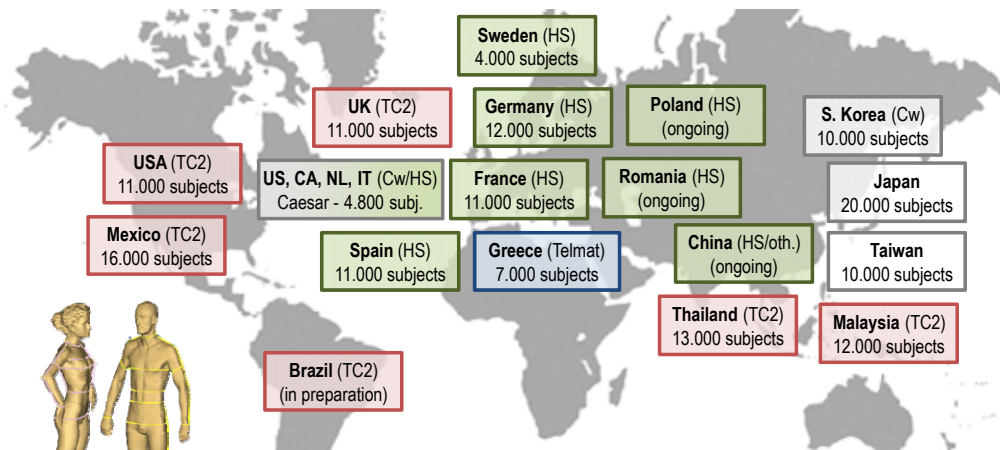 Sweden (HS)
4.000 subjects
UK (TC2)
11.000 subjects
Germany (HS)
12.000 subjects
Poland (HS)
(ongoing)
S. Korea (Cw)
10.000 subjects
USA (TC2)
11.000 subjects
US, CA, NL, IT (Cw/HS)
Caesar - 4.800 subj.
France (HS)
11.000 subjects
Romania (HS)
(ongoing)
Japan
20.000 subjects
Mexico (TC2)
16.000 subjects
Spain (HS)
11.000 subjects
Greece (Telmat)
7.000 subjects
China (HS/oth.)
(ongoing)
Taiwan
10.000 subjects
Thailand (TC2)
13.000 subjects
Malaysia (TC2)
12.000 subjects
Brazil (TC2)
(in preparation)